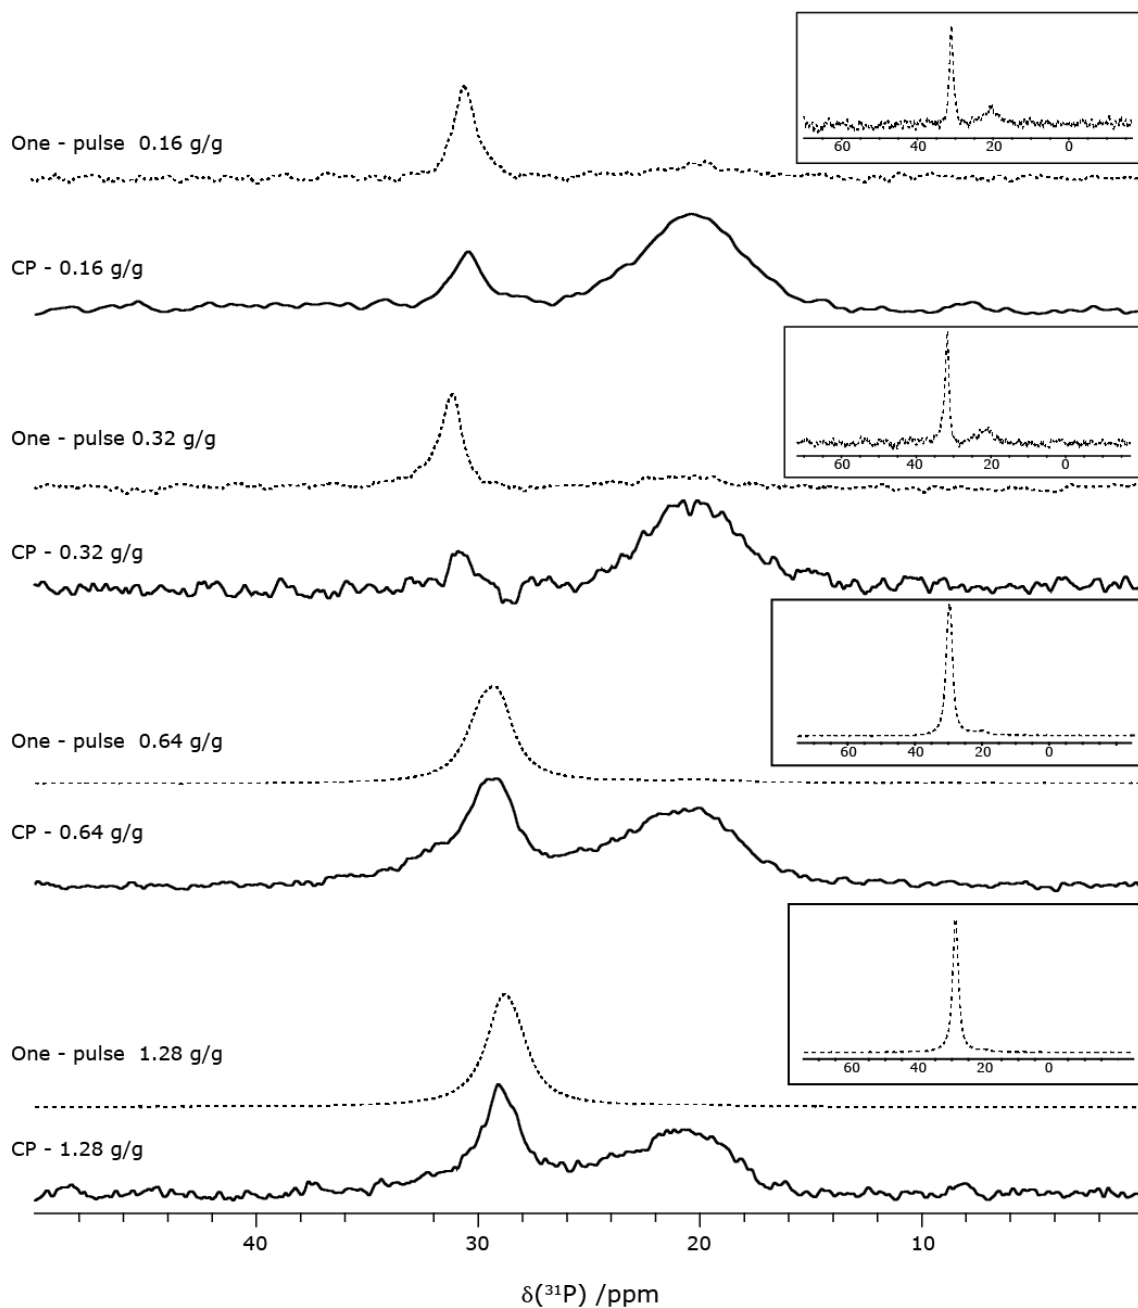 60 40 20 0
One - pulse 0.16 g/g
CP - 0.16 g/g
60 40 20 0
One - pulse 0.32 g/g
CP - 0.32 g/g
60 40 20 0
One - pulse 0.64 g/g
CP - 0.64 g/g
60 40 20 0
One - pulse 1.28 g/g
CP - 1.28 g/g
40 30 20 10
δ(³¹P) /ppm